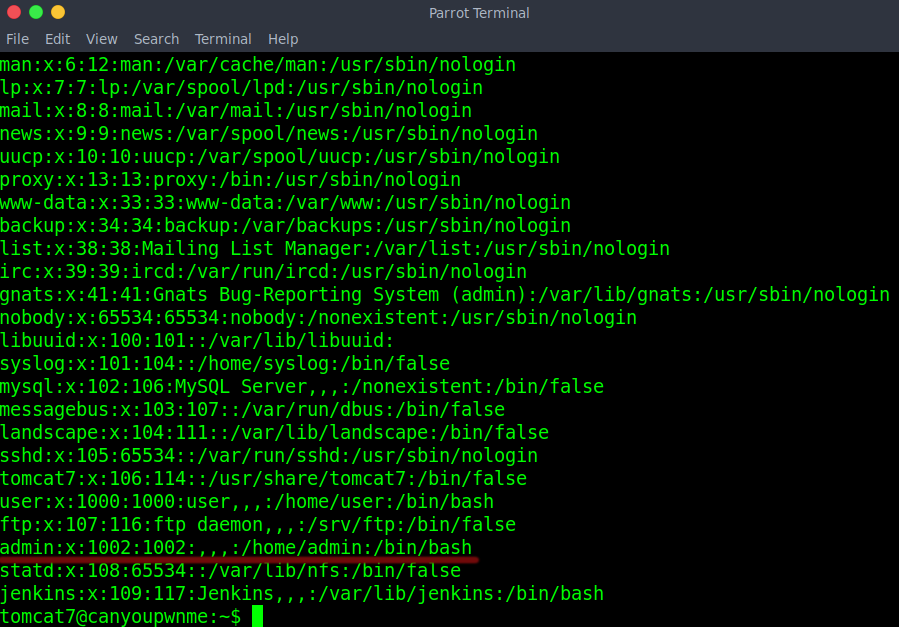 Parrot Terminal
File Edit View Search Terminal Help
man:x:6:12:man:/var/cache/man:/usr/sbin/nologin
lp:x:7:7:lp:/var/spool/lpd:/usr/sbin/nologin
mail:x:8:8:mail:/var/mail:/usr/sbin/nologin
news:x:9:9:news:/var/spool/news:/usr/sbin/nologin
uucp:x:10:10:uucp:/var/spool/uucp:/usr/sbin/nologin
proxy:x:13:13:proxy:/bin:/usr/sbin/nologin
www-data:x:33:33:www-data:/var/www:/usr/sbin/nologin
backup:x:34:34:backup:/var/backups:/usr/sbin/nologin
list:x:38:38:Mailing List Manager:/var/list:/usr/sbin/nologin
irc:x:39:39:ircd:/var/run/ircd:/usr/sbin/nologin
gnats:x:41:41:Gnats Bug-Reporting System (admin):/var/lib/gnats:/usr/sbin/nologin
nobody:x:65534:65534:nobody:/nonexistent:/usr/sbin/nologin
libuuid:x:100:101::/var/lib/libuuid:
syslog:x:101:104::/home/syslog:/bin/false
mysql:x:102:106:MySQL Server,,,:/nonexistent:/bin/false
messagebus:x:103:107::/var/run/dbus:/bin/false
landscape:x:104:111::/var/lib/landscape:/bin/false
sshd:x:105:65534::/var/run/sshd:/usr/sbin/nologin
tomcat7:x:106:114::/usr/share/tomcat7:/bin/false
user:x:1000:1000:user,,,:/home/user:/bin/bash
ftp:x:107:116:ftp daemon,,,:/srv/ftp:/bin/false
admin:x:1002:1002:,,,:/home/admin:/bin/bash
statd:x:108:65534::/var/lib/nfs:/bin/false
jenkins:x:109:117:Jenkins,,,:/var/lib/jenkins:/bin/bash
tomcat7@canyoupwnme:~$